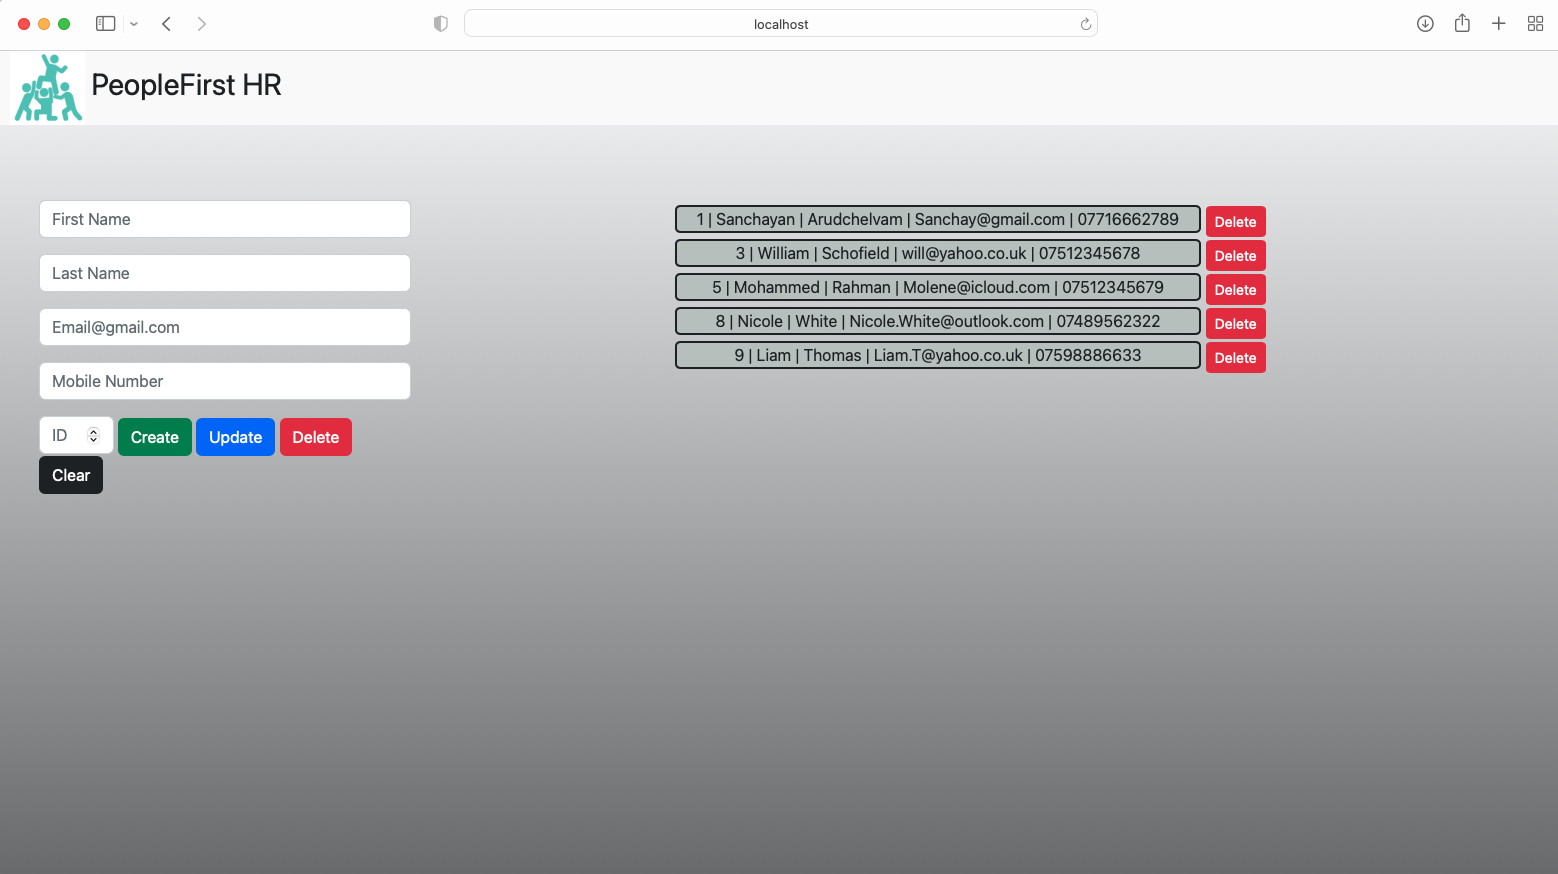 localhost
PeopleFirst HR
First Name
Last Name
Email@gmail.com
Mobile Number
ID Create Update Delete
Clear
1 | Sanchayan | Arudchelvam | Sanchay@gmail.com | 07716662789 Delete
3 | William | Schofield | will@yahoo.co.uk | 07512345678 Delete
5 | Mohammed | Rahman | Molene@icloud.com | 07512345679 Delete
8 | Nicole | White | Nicole.White@outlook.com | 07489562322 Delete
9 | Liam | Thomas | Liam.T@yahoo.co.uk | 07598886633 Delete